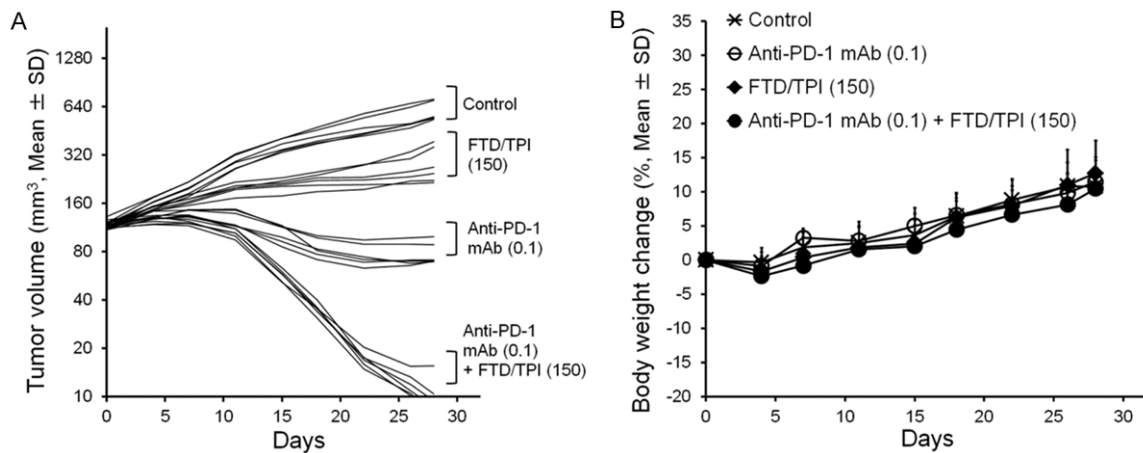 A
Tumor volume (mm³, Mean ± SD)
1280
640
320
160
80
40
20
10
0
5
10
15
20
25
30
Days
Control
FTD/TPI
(150)
Anti-PD-1
mAb (0.1)
Anti-PD-1
mAb (0.1)
+ FTD/TPI (150)
B
Body weight change (%, Mean ± SD)
35
30
25
20
15
10
5
0
-5
-10
-15
-20
0
5
10
15
20
25
30
Days
Control
Anti-PD-1 mAb (0.1)
FTD/TPI (150)
Anti-PD-1 mAb (0.1) + FTD/TPI (150)